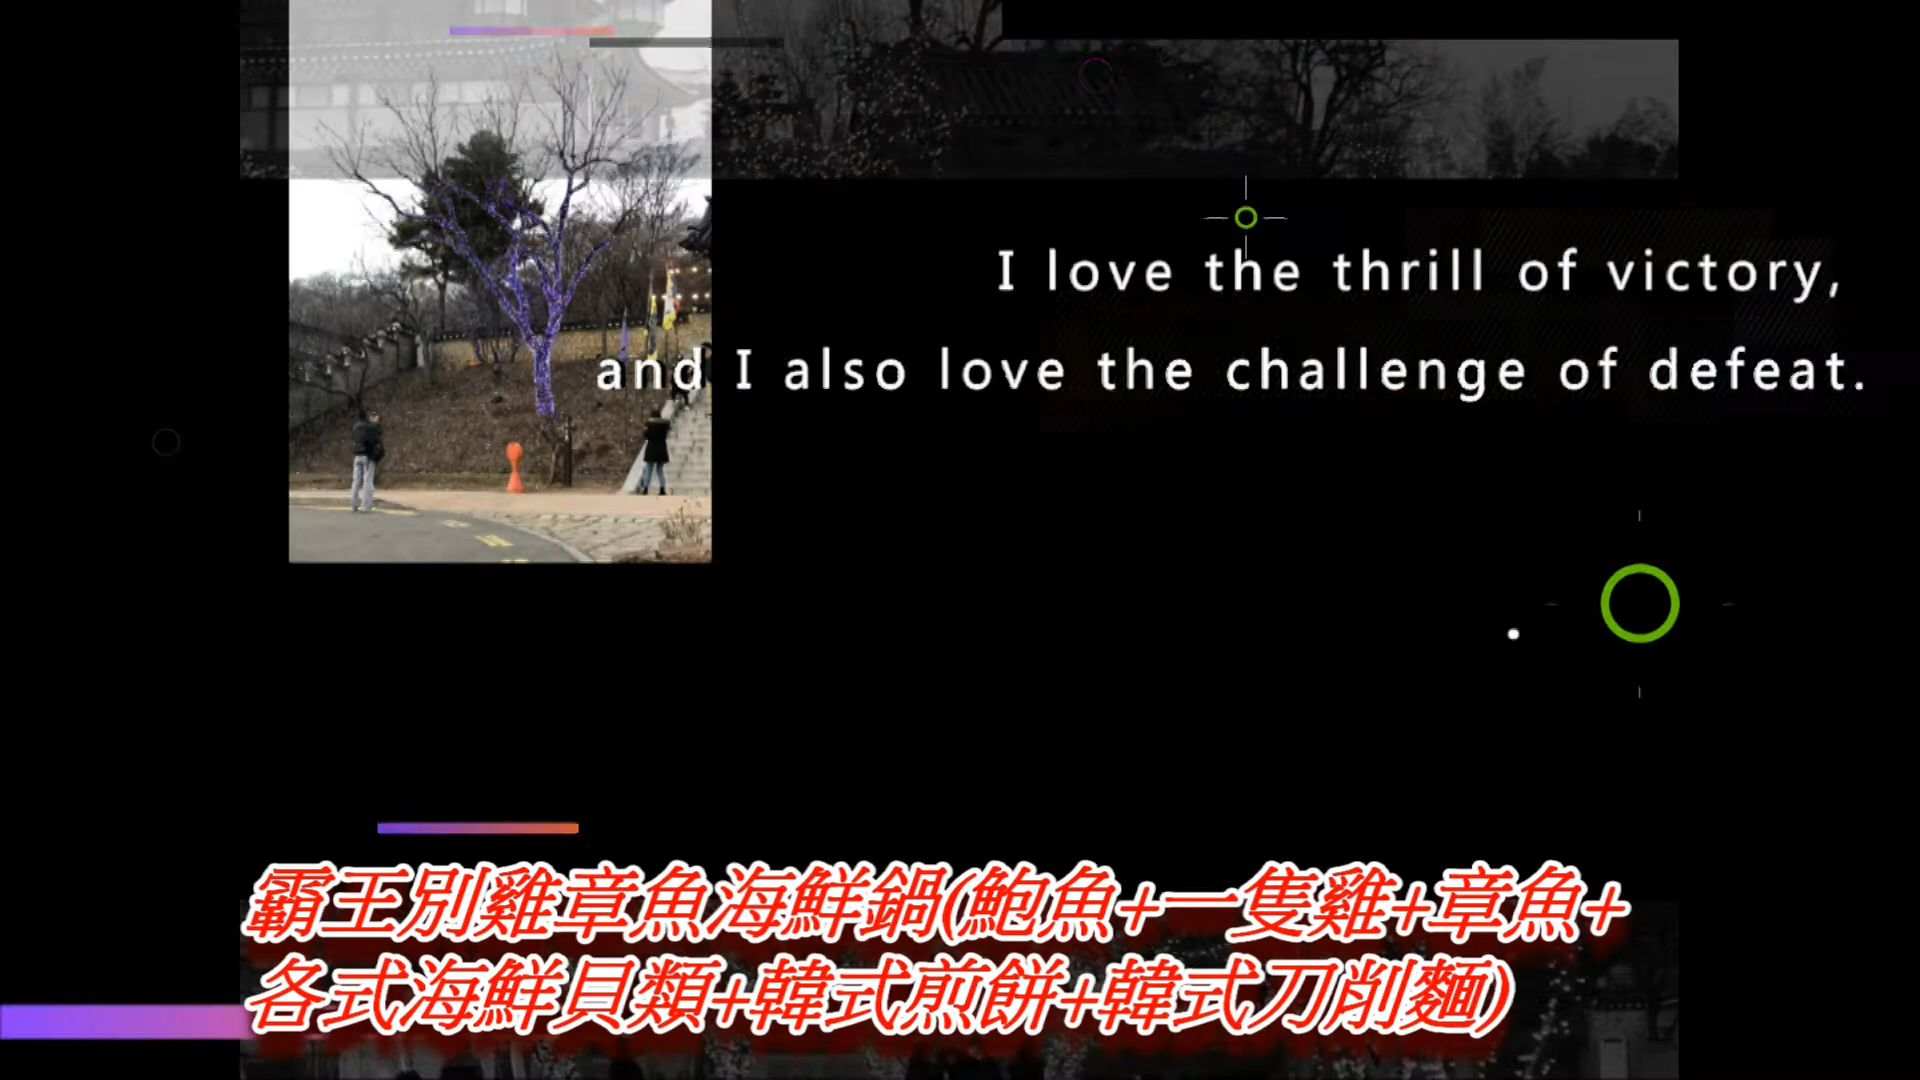 I love the thrill of victory,
and I also love the challenge of defeat.
霸王別雞章魚海鮮鍋(鮑魚+一隻雞+章魚+
各式海鮮貝類+韓式煎餅+韓式刀削麵)